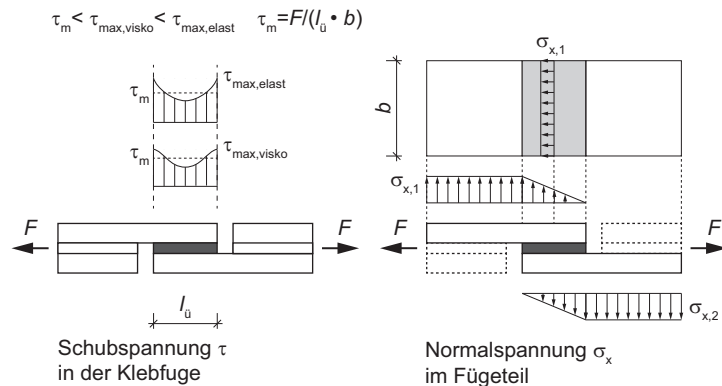 τm < τmax,visko < τmax,elast τm=F/(lü • b)
τmax,elast
τm
τm
τmax,visko
F
F
lü
Schubspannung τ
in der Klebfuge
σx,1
b
σx,1
F
F
σx,2
Normalspannung σx
im Fügeteil